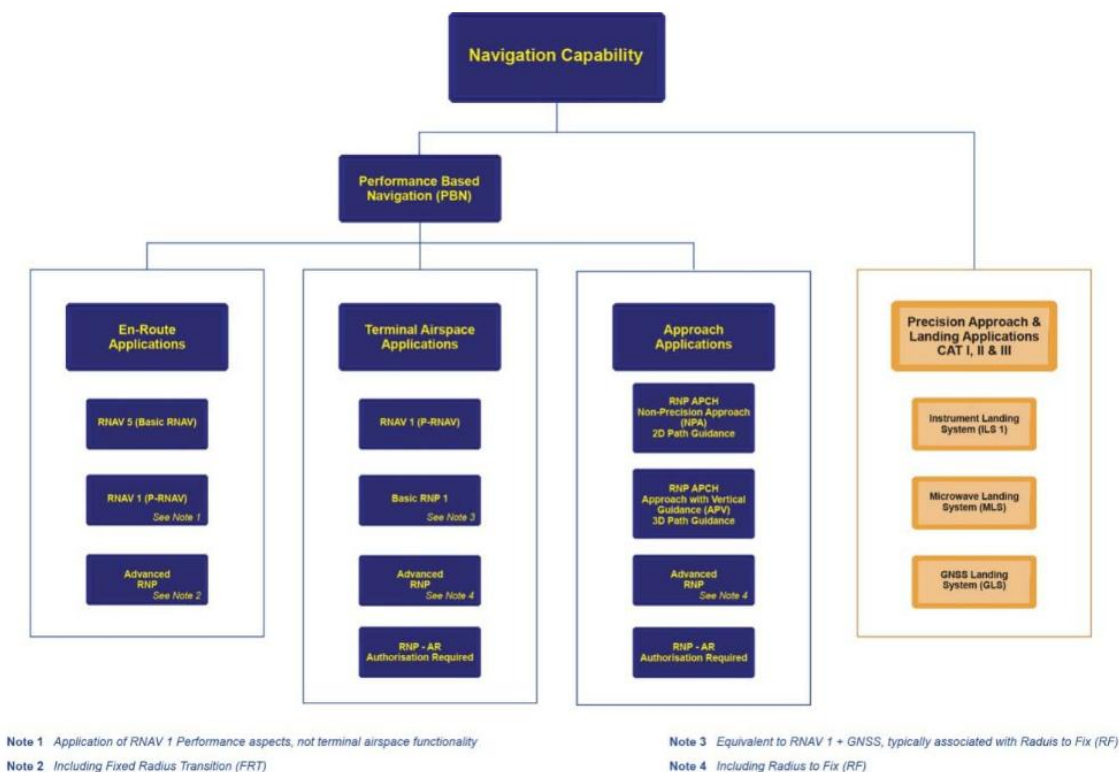 Navigation Capability
Performance Based
Navigation (PBN)
En-Route
Applications
RNAV 5 (Basic RNAV)
RNAV 1 (P-RNAV)
See Note 1
Advanced
RNP
See Note 2
Terminal Airspace
Applications
RNAV 1 (P-RNAV)
Basic RNP 1
See Note 3
Advanced
RNP
See Note 4
RNP - AR
Authorisation Required
Approach
Applications
RNP APCH
Non-Precision Approach
(NPA)
2D Path Guidance
RNP APCH
Approach with Vertical
Guidance (APV)
3D Path Guidance
Advanced
RNP
See Note 4
RNP - AR
Authorisation Required
Precision Approach &
Landing Applications
CAT I, II & III
Instrument Landing
System (ILS 1)
Microwave Landing
System (MLS)
GNSS Landing
System (GLS)
Note 1 Application of RNAV 1 Performance aspects, not terminal airspace functionality
Note 2 Including Fixed Radius Transition (FRT)
Note 3 Equivalent to RNAV 1 + GNSS, typically associated with Raduis to Fix (RF)
Note 4 Including Radius to Fix (RF)